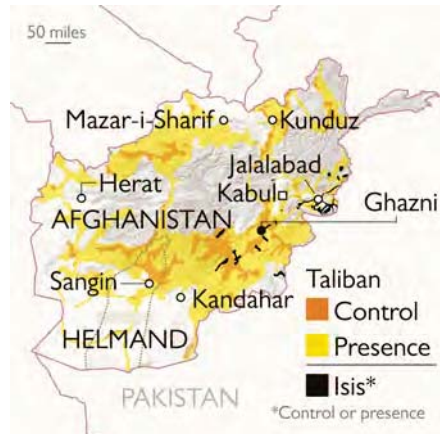 50 miles
Mazar-i-Sharif
Kunduz
Jalalabad
Herat
Kabul
Ghazni
AFGHANISTAN
Sangin
Kandahar
HELMAND
PAKISTAN
Taliban
Control
Presence
Isis*
*Control or presence